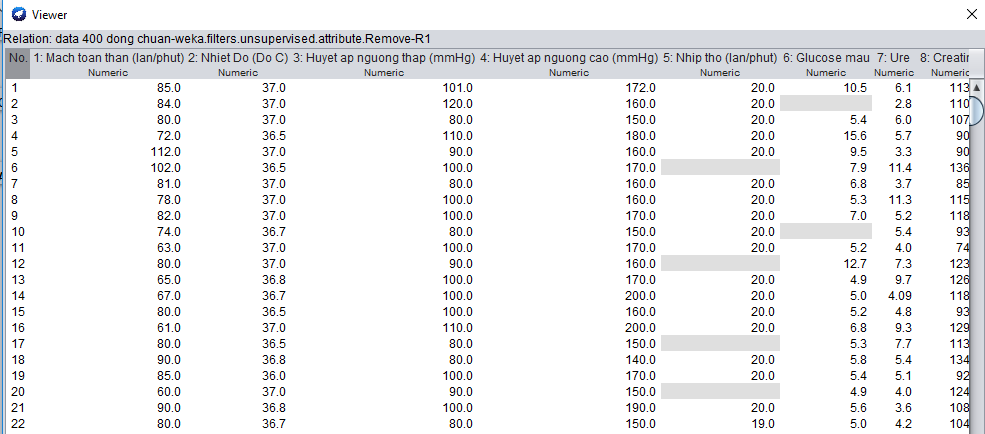 Viewer
Relation: data 400 dong chuan-weka.filters.unsupervised.attribute.Remove-R1
No. 1: Mach toan than (lan/phut) 2: Nhiet Do (Do C) 3: Huyet ap nguong thap (mmHg) 4: Huyet ap nguong cao (mmHg) 5: Nhip tho (lan/phut) 6: Glucose mau 7: Ure 8: Creatin
Numeric Numeric Numeric Numeric Numeric Numeric Numeric Numeric
1 85.0 37.0 101.0 172.0 20.0 10.5 6.1 113
2 84.0 37.0 120.0 160.0 20.0 2.8 110
3 80.0 37.0 80.0 150.0 20.0 5.4 6.0 107
4 72.0 36.5 110.0 180.0 20.0 15.6 5.7 90
5 112.0 37.0 90.0 160.0 20.0 9.5 3.3 90
6 102.0 36.5 100.0 170.0 7.9 11.4 136
7 81.0 37.0 80.0 160.0 20.0 6.8 3.7 85
8 78.0 37.0 100.0 160.0 20.0 5.3 11.3 115
9 82.0 37.0 100.0 170.0 20.0 7.0 5.2 118
10 74.0 36.7 80.0 150.0 20.0 5.4 93
11 63.0 37.0 100.0 170.0 20.0 5.2 4.0 74
12 80.0 37.0 90.0 160.0 12.7 7.3 123
13 65.0 36.8 100.0 170.0 20.0 4.9 9.7 126
14 67.0 36.7 100.0 200.0 20.0 5.0 4.09 118
15 80.0 36.5 100.0 160.0 20.0 5.2 4.8 93
16 61.0 37.0 110.0 200.0 20.0 6.8 9.3 129
17 80.0 36.5 80.0 150.0 5.3 7.7 113
18 90.0 36.8 80.0 140.0 20.0 5.8 5.4 134
19 85.0 36.0 100.0 170.0 20.0 5.4 5.1 92
20 60.0 37.0 90.0 150.0 4.9 4.0 124
21 90.0 36.8 100.0 190.0 20.0 5.6 3.6 108
22 80.0 36.7 80.0 150.0 19.0 5.0 4.2 104